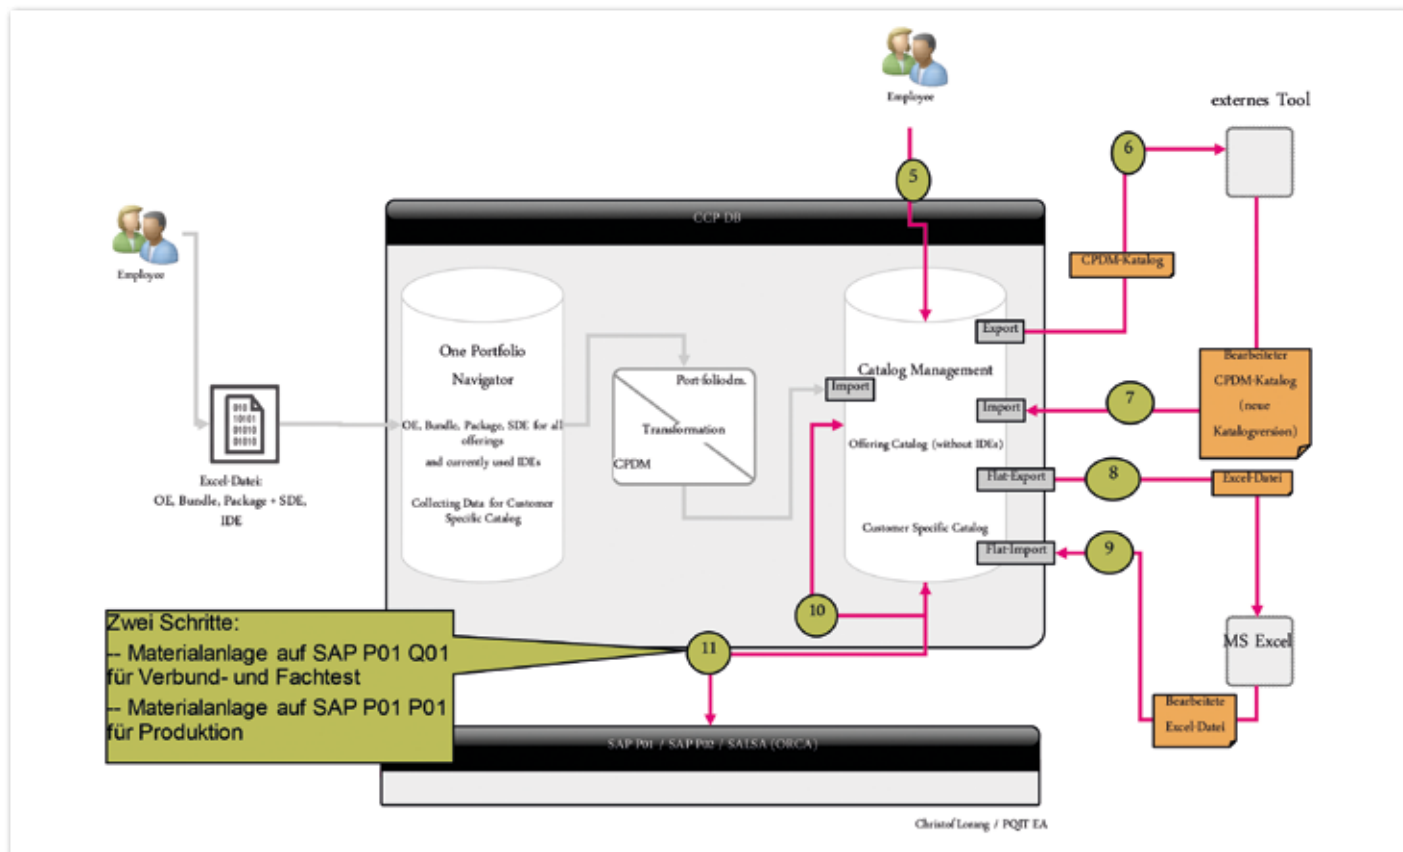 Employee
externes Tool
6
5
CCP DB
Employee
CPDM-Katalog
Export
One Portfolio
Navigator
Port-foliodm.
Catalog Management
Import
Bearbeiteter
CPDM-Katalog
(neue
Katalogversion)
Import
7
OE, Bundle, Package, SDE for all
offerings
and currently used IDEs
Transformation
CPDM
Offering Catalog (without IDEs)
Flat-Export
8
Excel-Datei
010
10101
01010
01010
Excel-Datei:
OE, Bundle, Package + SDE,
IDE
Collecting Data for Customer
Specific Catalog
Customer Specific Catalog
Flat-Import
9
10
11
MS Excel
Zwei Schritte:
-- Materialanlage auf SAP P01 Q01
für Verbund- und Fachtest
-- Materialanlage auf SAP P01 P01
für Produktion
Bearbeitete
Excel-Datei
SAP P01 / SAP P02 / SALSA (ORCA)
Christof Lorang / PQIT EA